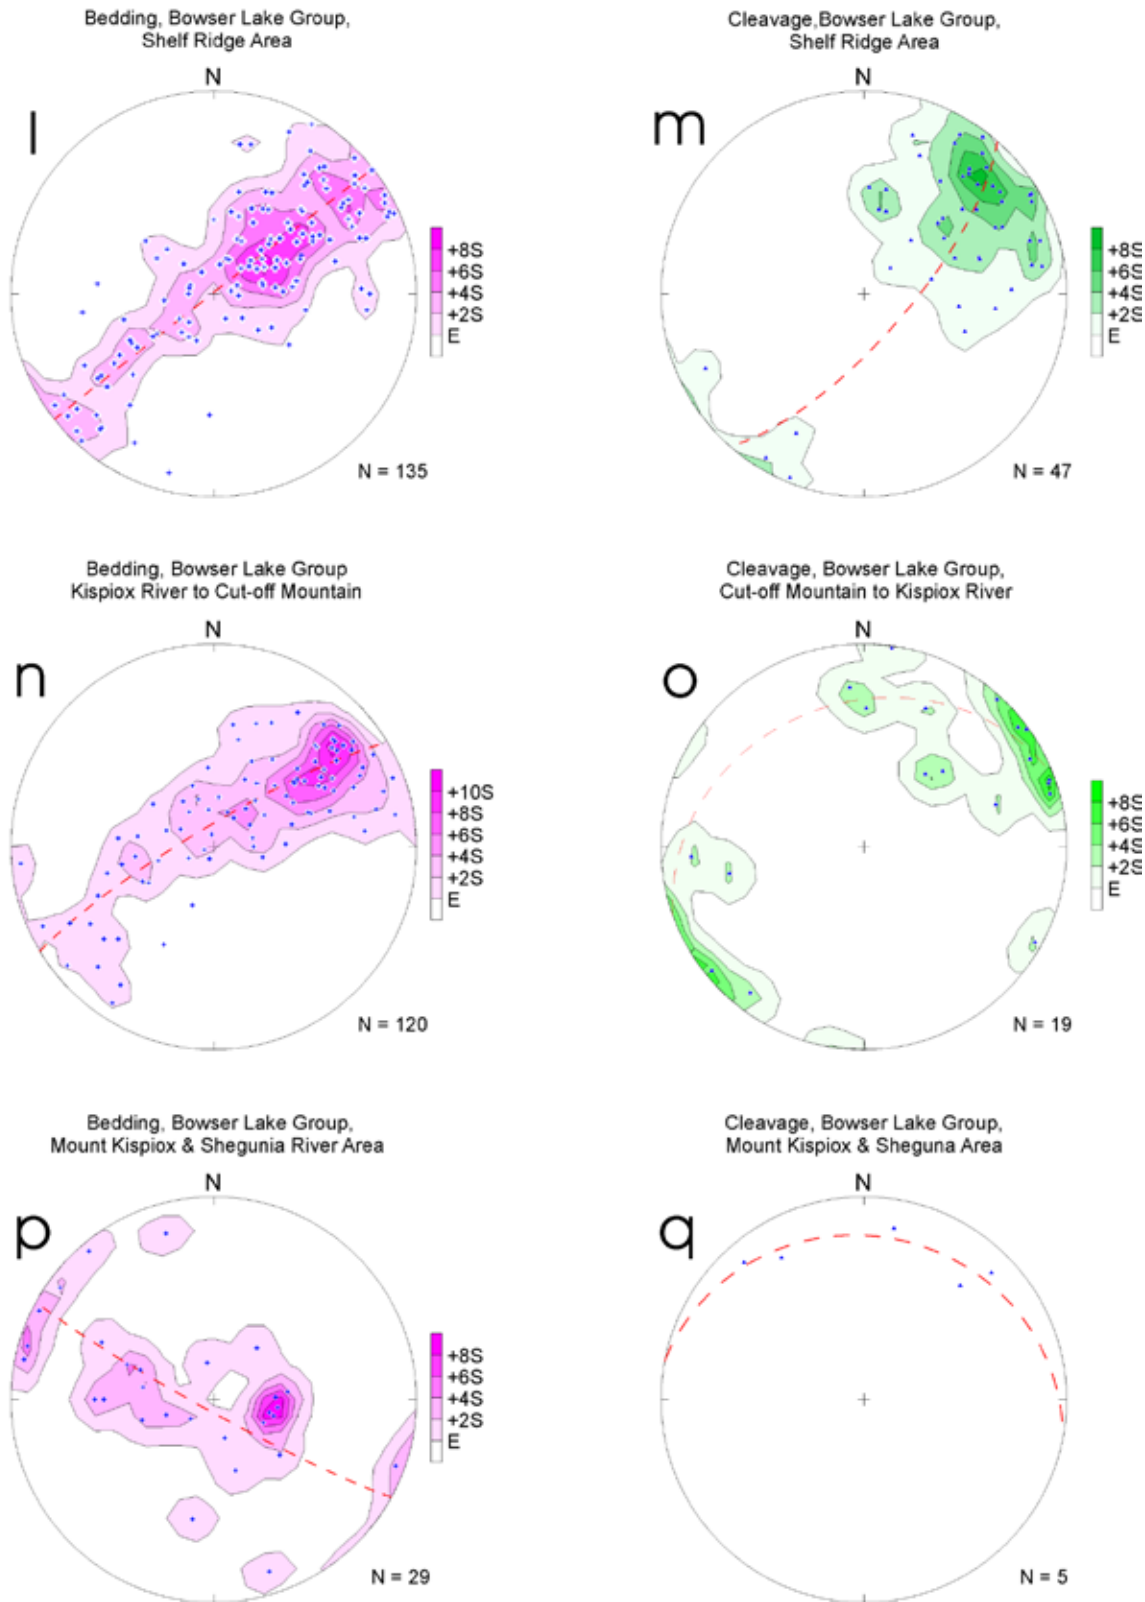 Bedding, Bowser Lake Group,
Shelf Ridge Area
N
l
+8S
+6S
+4S
+2S
E
N = 135
Cleavage,Bowser Lake Group,
Shelf Ridge Area
N
m
+8S
+6S
+4S
+2S
E
N = 47
Bedding, Bowser Lake Group
Kispiox River to Cut-off Mountain
N
n
+10S
+8S
+6S
+4S
+2S
E
N = 120
Cleavage, Bowser Lake Group,
Cut-off Mountain to Kispiox River
N
o
+8S
+6S
+4S
+2S
E
N = 19
Bedding, Bowser Lake Group,
Mount Kispiox & Shegunia River Area
N
p
+8S
+6S
+4S
+2S
E
N = 29
Cleavage, Bowser Lake Group,
Mount Kispiox & Sheguna Area
N
q
N = 5